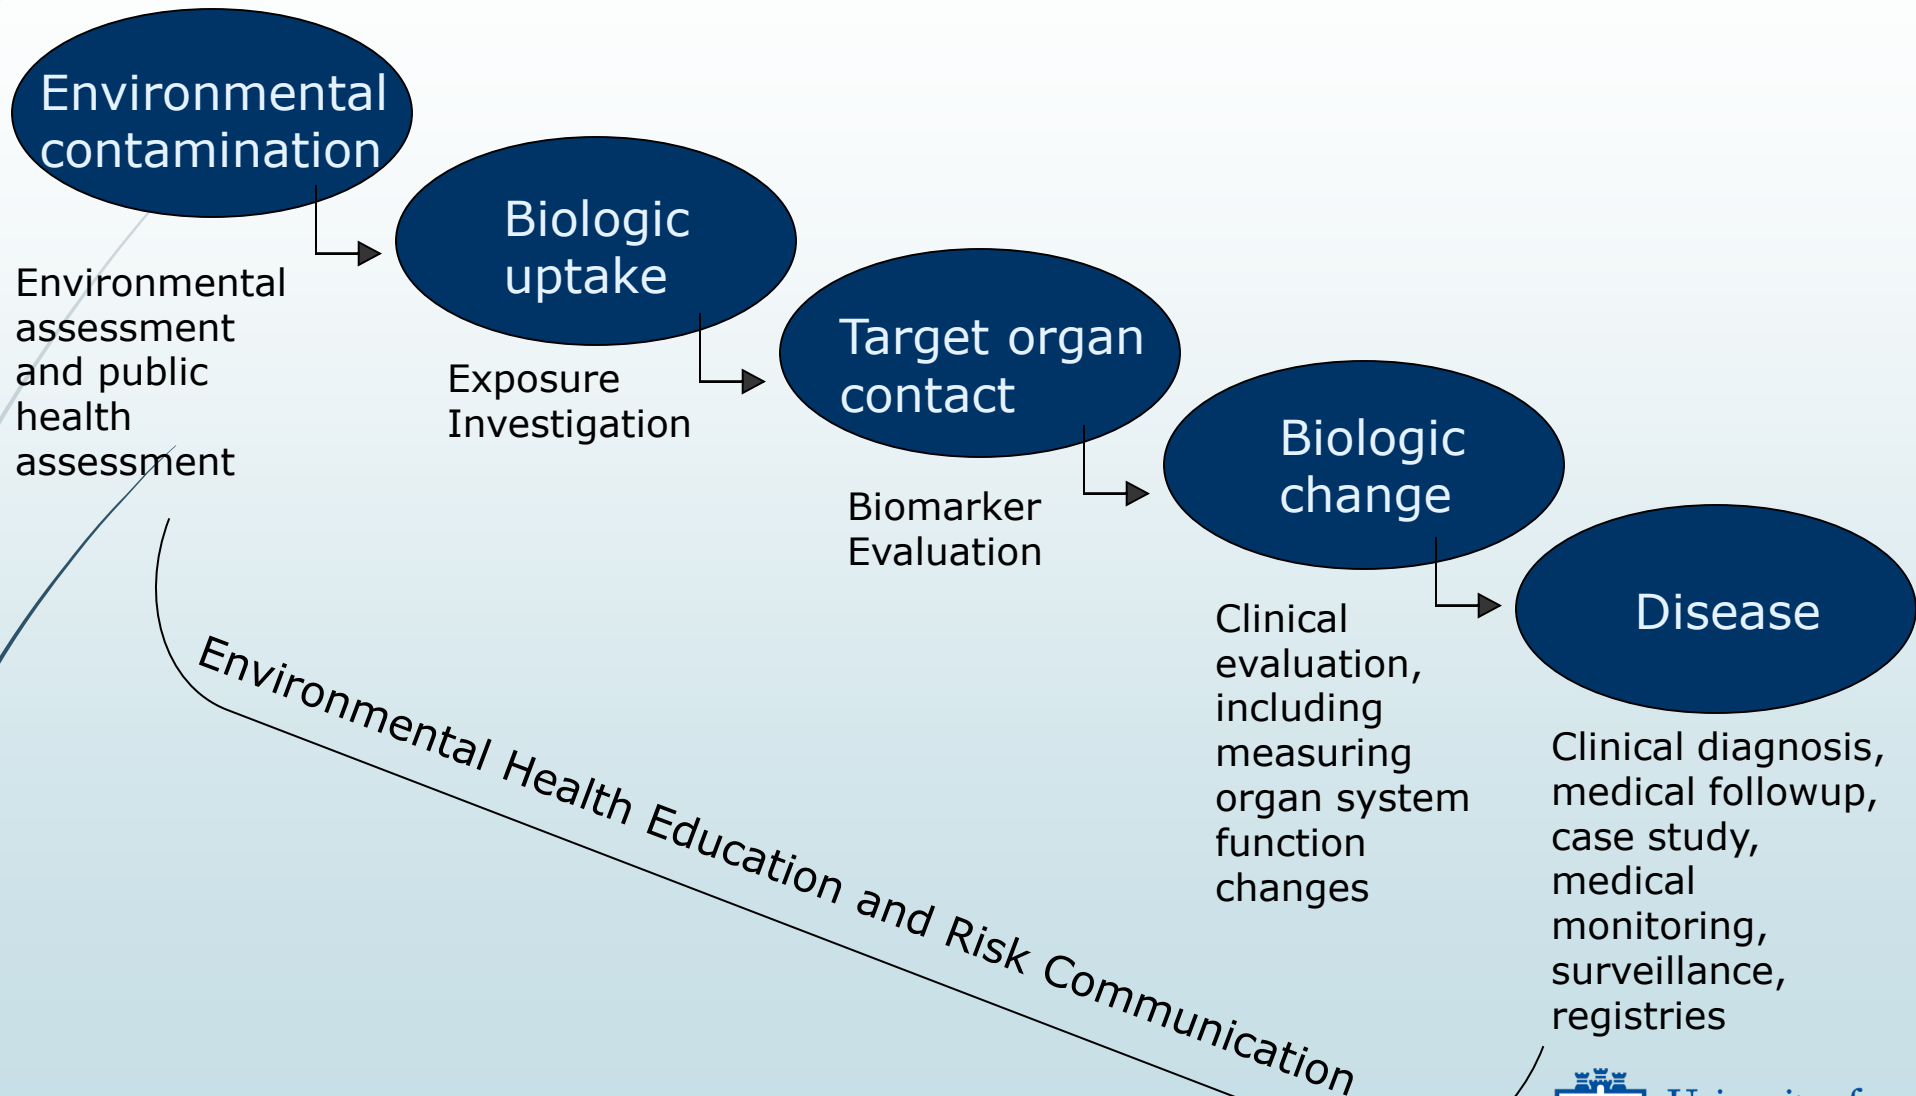 Environmental
contamination
Biologic
uptake
Target organ
contact
Biologic
change
Disease
Environmental
assessment
and public
health
assessment
Exposure
Investigation
Biomarker
Evaluation
Clinical
evaluation,
including
measuring
organ system
function
changes
Clinical diagnosis,
medical followup,
case study,
medical
monitoring,
surveillance,
registries
Environmental Health Education and Risk Communication